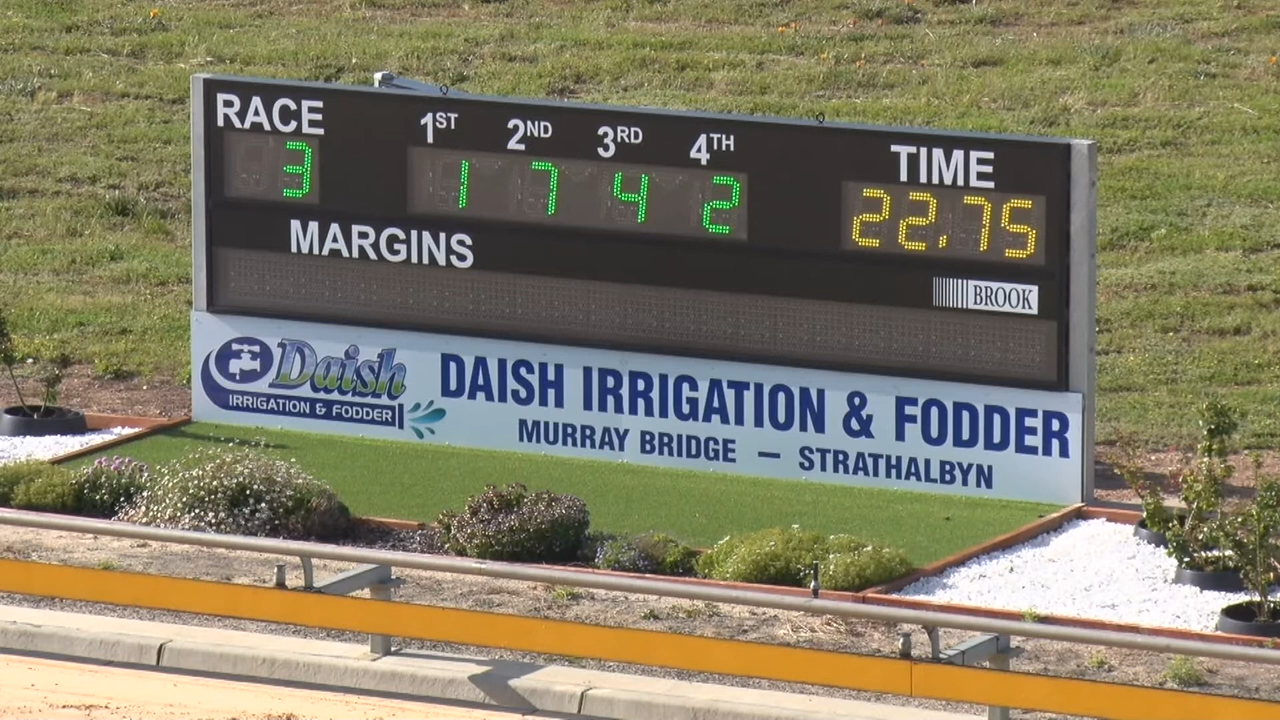 RACE 1ST 2ND 3RD 4TH TIME
3 1 7 4 2 22.75
MARGINS
BROOK
Daish
IRRIGATION & FODDER
DAISH IRRIGATION & FODDER
MURRAY BRIDGE — STRATHALBYN